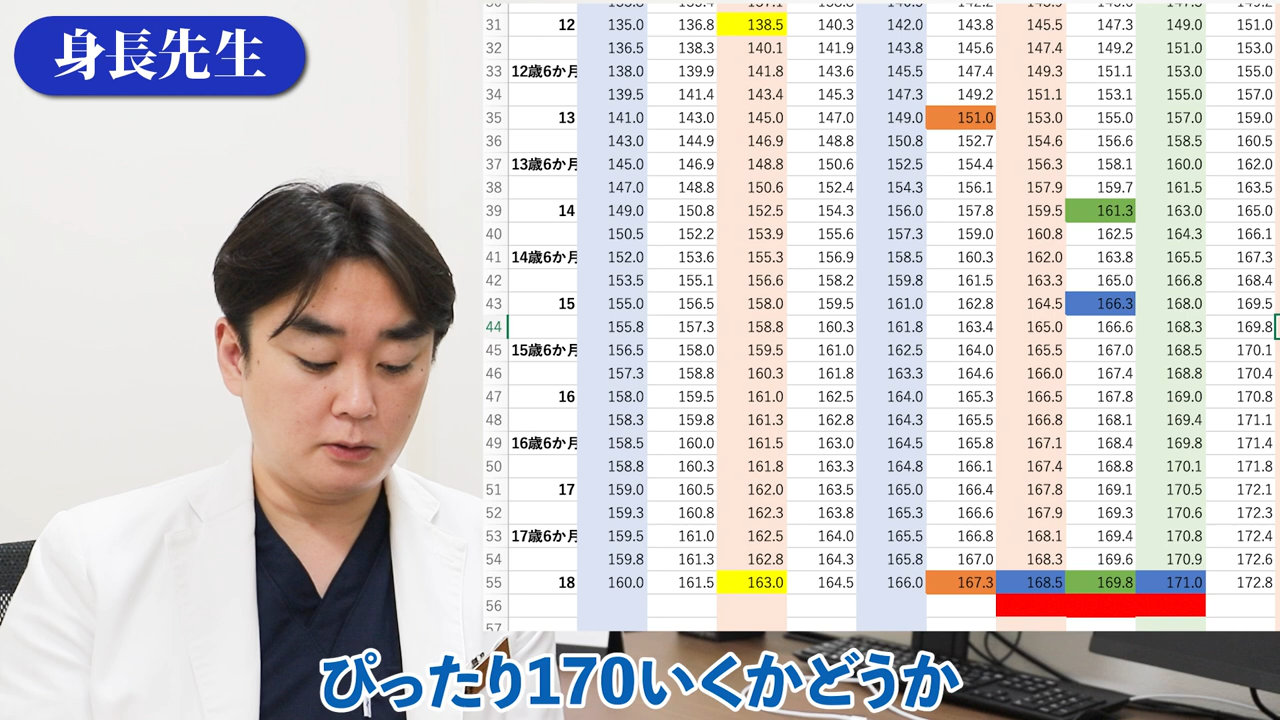 身長先生
31 12 135.0 136.8 138.5 140.3 142.0 143.8 145.5 147.3 149.0 151.0
32 136.5 138.3 140.1 141.9 143.8 145.6 147.4 149.2 151.0 153.0
33 12歳6か月 138.0 139.9 141.8 143.6 145.5 147.4 149.3 151.1 153.0 155.0
34 139.5 141.4 143.4 145.3 147.3 149.2 151.1 153.1 155.0 157.0
35 13 141.0 143.0 145.0 147.0 149.0 151.0 153.0 155.0 157.0 159.0
36 143.0 144.9 146.9 148.8 150.8 152.7 154.6 156.6 158.5 160.5
37 13歳6か月 145.0 146.9 148.8 150.6 152.5 154.4 156.3 158.1 160.0 162.0
38 147.0 148.8 150.6 152.4 154.3 156.1 157.9 159.7 161.5 163.5
39 14 149.0 150.8 152.5 154.3 156.0 157.8 159.5 161.3 163.0 165.0
40 150.5 152.2 153.9 155.6 157.3 159.0 160.8 162.5 164.3 166.1
41 14歳6か月 152.0 153.6 155.3 156.9 158.5 160.3 162.0 163.8 165.5 167.3
42 153.5 155.1 156.6 158.2 159.8 161.5 163.3 165.0 166.8 168.4
43 15 155.0 156.5 158.0 159.5 161.0 162.8 164.5 166.3 168.0 169.5
44 155.8 157.3 158.8 160.3 161.8 163.4 165.0 166.6 168.3 169.8
45 15歳6か月 156.5 158.0 159.5 161.0 162.5 164.0 165.5 167.0 168.5 170.1
46 157.3 158.8 160.3 161.8 163.3 164.6 166.0 167.4 168.8 170.4
47 16 158.0 159.5 161.0 162.5 164.0 165.3 166.5 167.8 169.0 170.8
48 158.3 159.8 161.3 162.8 164.3 165.5 166.8 168.1 169.4 171.1
49 16歳6か月 158.5 160.0 161.5 163.0 164.5 165.8 167.1 168.4 169.8 171.4
50 158.8 160.3 161.8 163.3 164.8 166.1 167.4 168.8 170.1 171.8
51 17 159.0 160.5 162.0 163.5 165.0 166.4 167.8 169.1 170.5 172.1
52 159.3 160.8 162.3 163.8 165.3 166.6 167.9 169.3 170.6 172.3
53 17歳6か月 159.5 161.0 162.5 164.0 165.5 166.8 168.1 169.4 170.8 172.4
54 159.8 161.3 162.8 164.3 165.8 167.0 168.3 169.6 170.9 172.6
55 18 160.0 161.5 163.0 164.5 166.0 167.3 168.5 169.8 171.0 172.8
56
57
ぴったり170いくかどうか